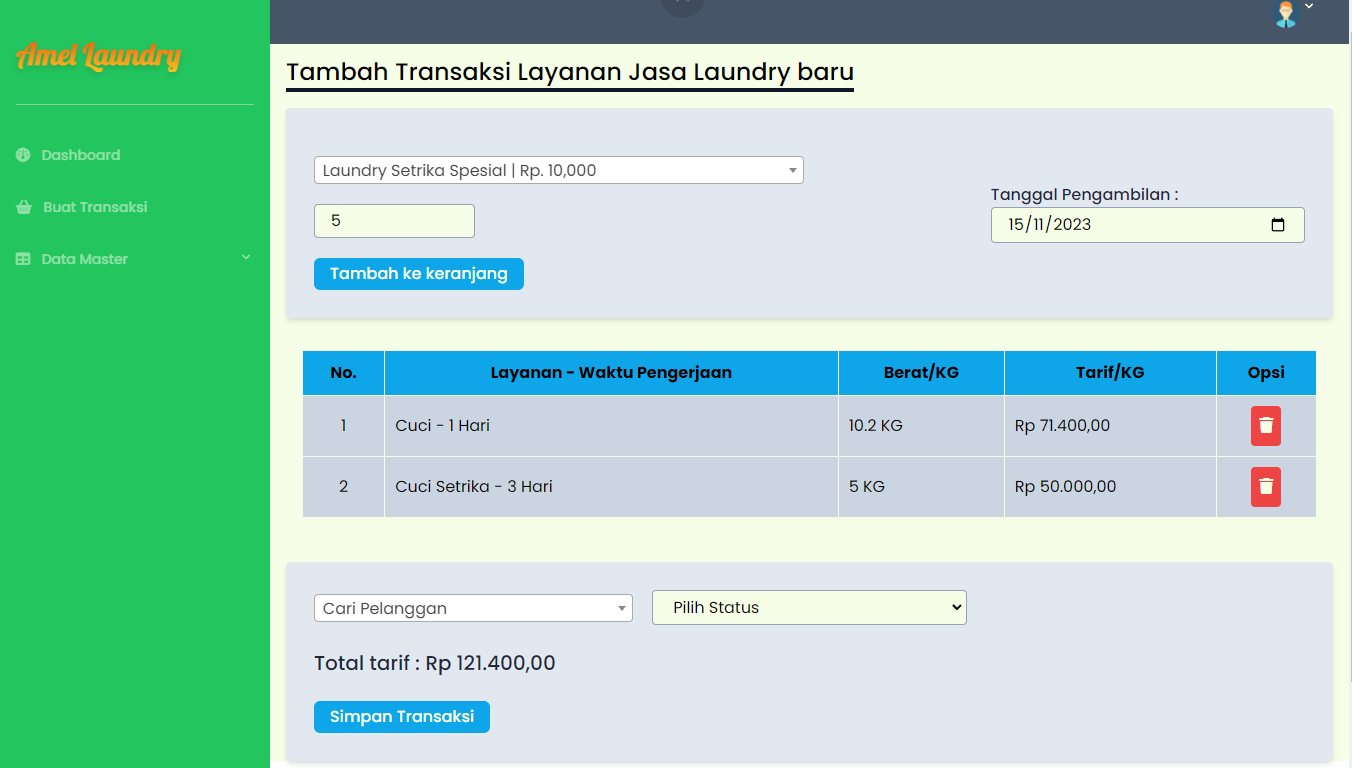 Amel Laundry
Dashboard
Buat Transaksi
Data Master
Tambah Transaksi Layanan Jasa Laundry baru
Laundry Setrika Spesial | Rp. 10,000
5
Tambah ke keranjang
Tanggal Pengambilan :
15/11/2023
No. Layanan - Waktu Pengerjaan Berat/KG Tarif/KG Opsi
1 Cuci - 1 Hari 10.2 KG Rp 71.400,00
2 Cuci Setrika - 3 Hari 5 KG Rp 50.000,00
Cari Pelanggan Pilih Status
Total tarif : Rp 121.400,00
Simpan Transaksi